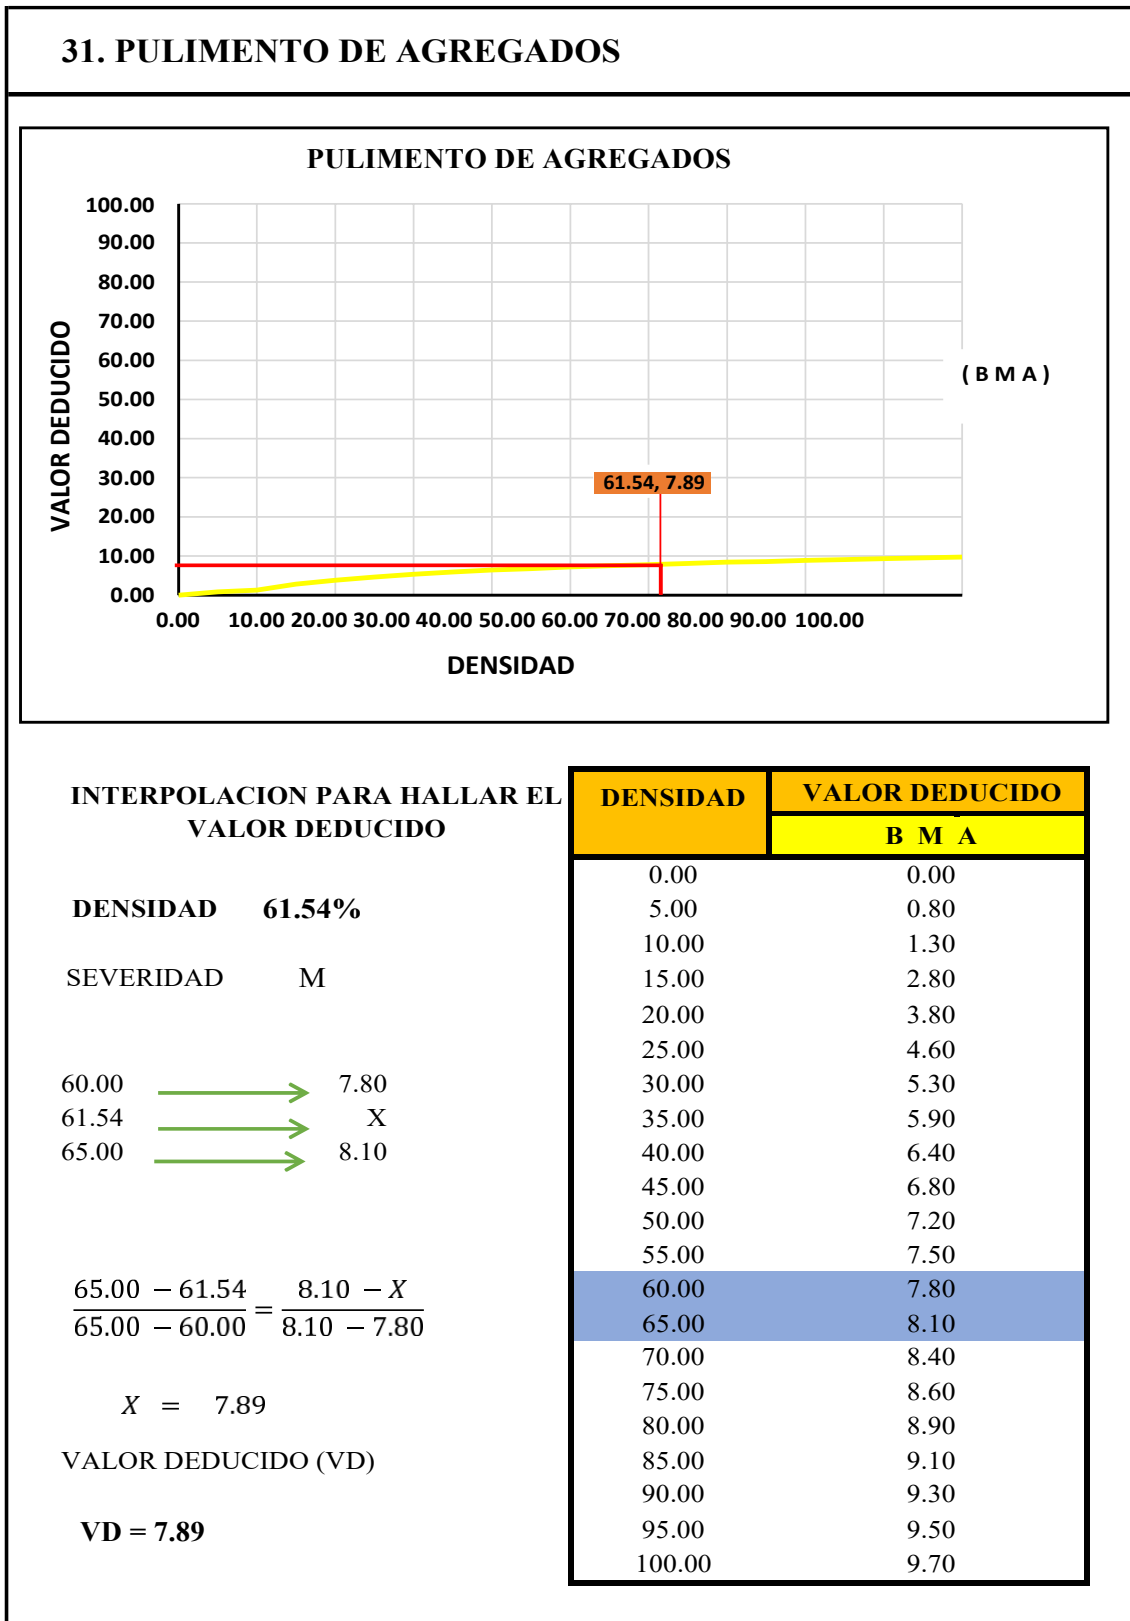 31. PULIMENTO DE AGREGADOS
PULIMENTO DE AGREGADOS
VALOR DEDUCIDO
100.00
90.00
80.00
70.00
60.00
50.00
40.00
30.00
20.00
10.00
0.00
( B M A )
61.54, 7.89
0.00 10.00 20.00 30.00 40.00 50.00 60.00 70.00 80.00 90.00 100.00
DENSIDAD
INTERPOLACION PARA HALLAR EL
VALOR DEDUCIDO
DENSIDAD 61.54%
SEVERIDAD M
60.00 7.80
61.54 X
65.00 8.10
65.00 − 61.54 8.10 − X
=
65.00 − 60.00 8.10 − 7.80
X = 7.89
VALOR DEDUCIDO (VD)
VD = 7.89
DENSIDAD VALOR DEDUCIDO
B M A
0.00 0.00
5.00 0.80
10.00 1.30
15.00 2.80
20.00 3.80
25.00 4.60
30.00 5.30
35.00 5.90
40.00 6.40
45.00 6.80
50.00 7.20
55.00 7.50
60.00 7.80
65.00 8.10
70.00 8.40
75.00 8.60
80.00 8.90
85.00 9.10
90.00 9.30
95.00 9.50
100.00 9.70